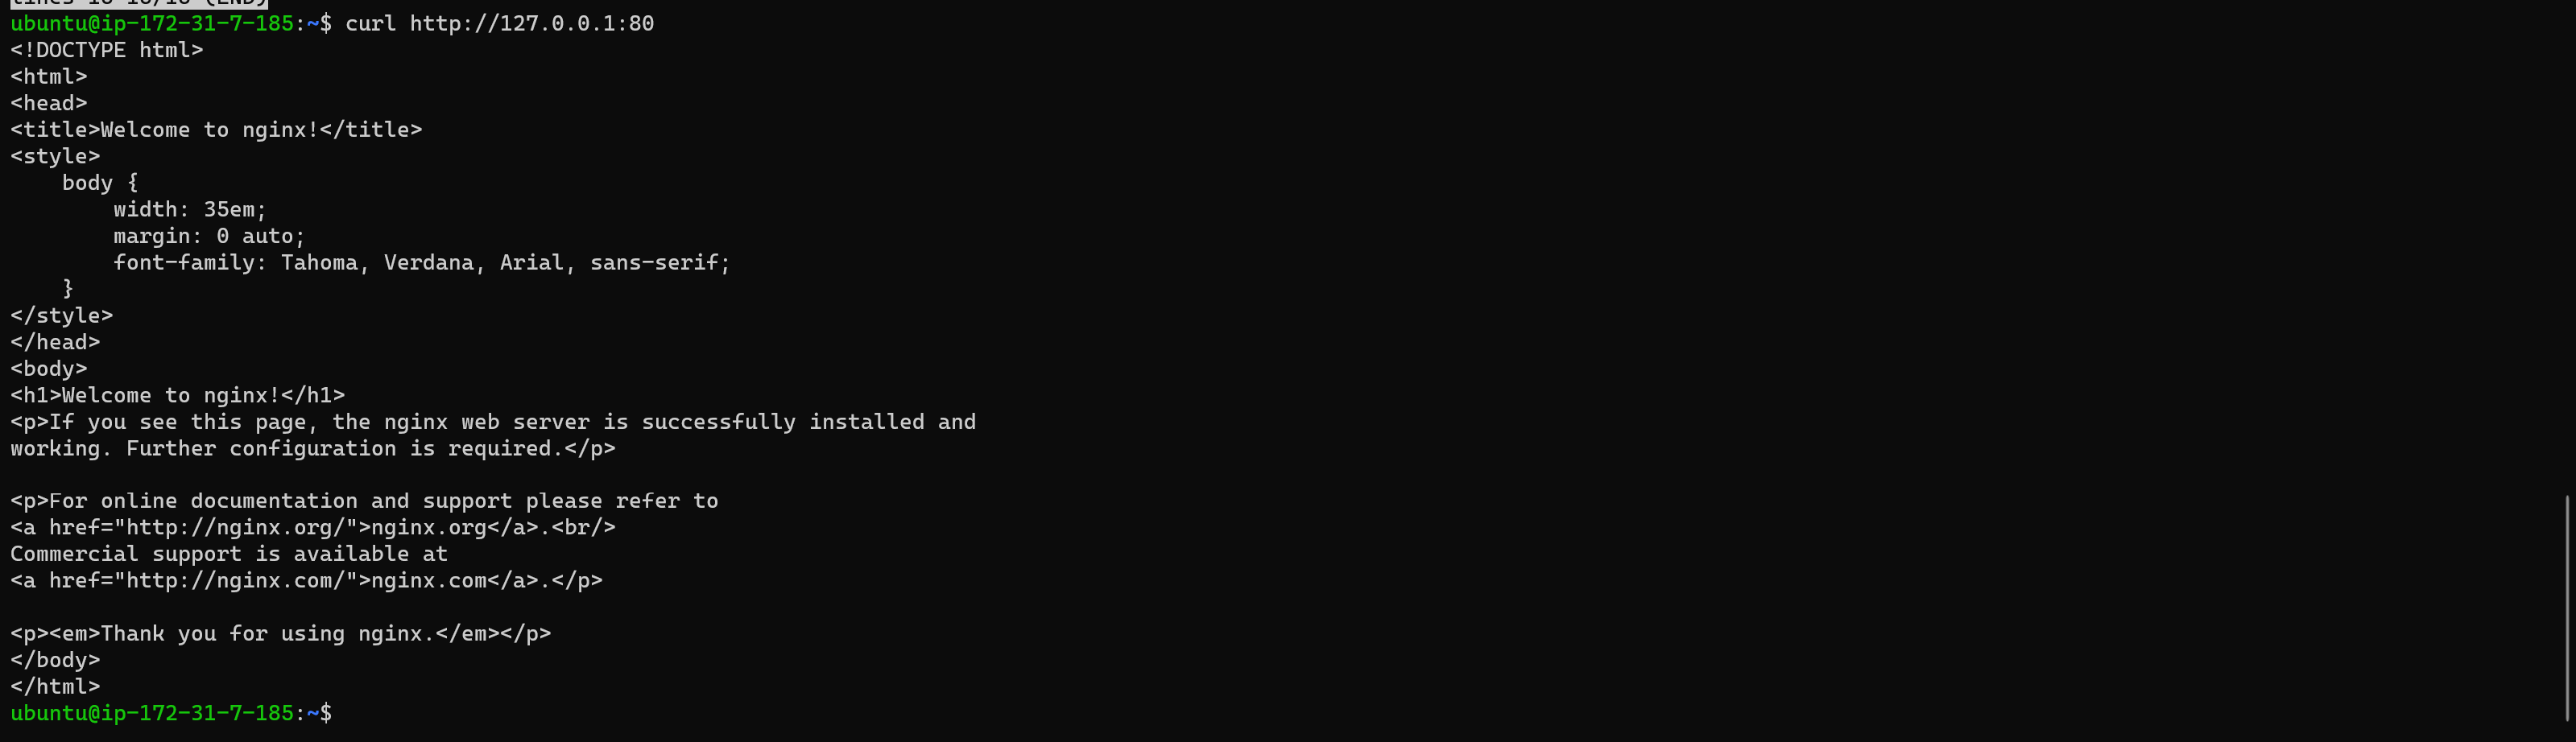 lines 10-16/16 (END)
ubuntu@ip-172-31-7-185:~$ curl http://127.0.0.1:80
<!DOCTYPE html>
<html>
<head>
<title>Welcome to nginx!</title>
<style>
    body {
        width: 35em;
        margin: 0 auto;
        font-family: Tahoma, Verdana, Arial, sans-serif;
    }
</style>
</head>
<body>
<h1>Welcome to nginx!</h1>
<p>If you see this page, the nginx web server is successfully installed and
working. Further configuration is required.</p>

<p>For online documentation and support please refer to
<a href="http://nginx.org/">nginx.org</a>.<br/>
Commercial support is available at
<a href="http://nginx.com/">nginx.com</a>.</p>

<p><em>Thank you for using nginx.</em></p>
</body>
</html>
ubuntu@ip-172-31-7-185:~$